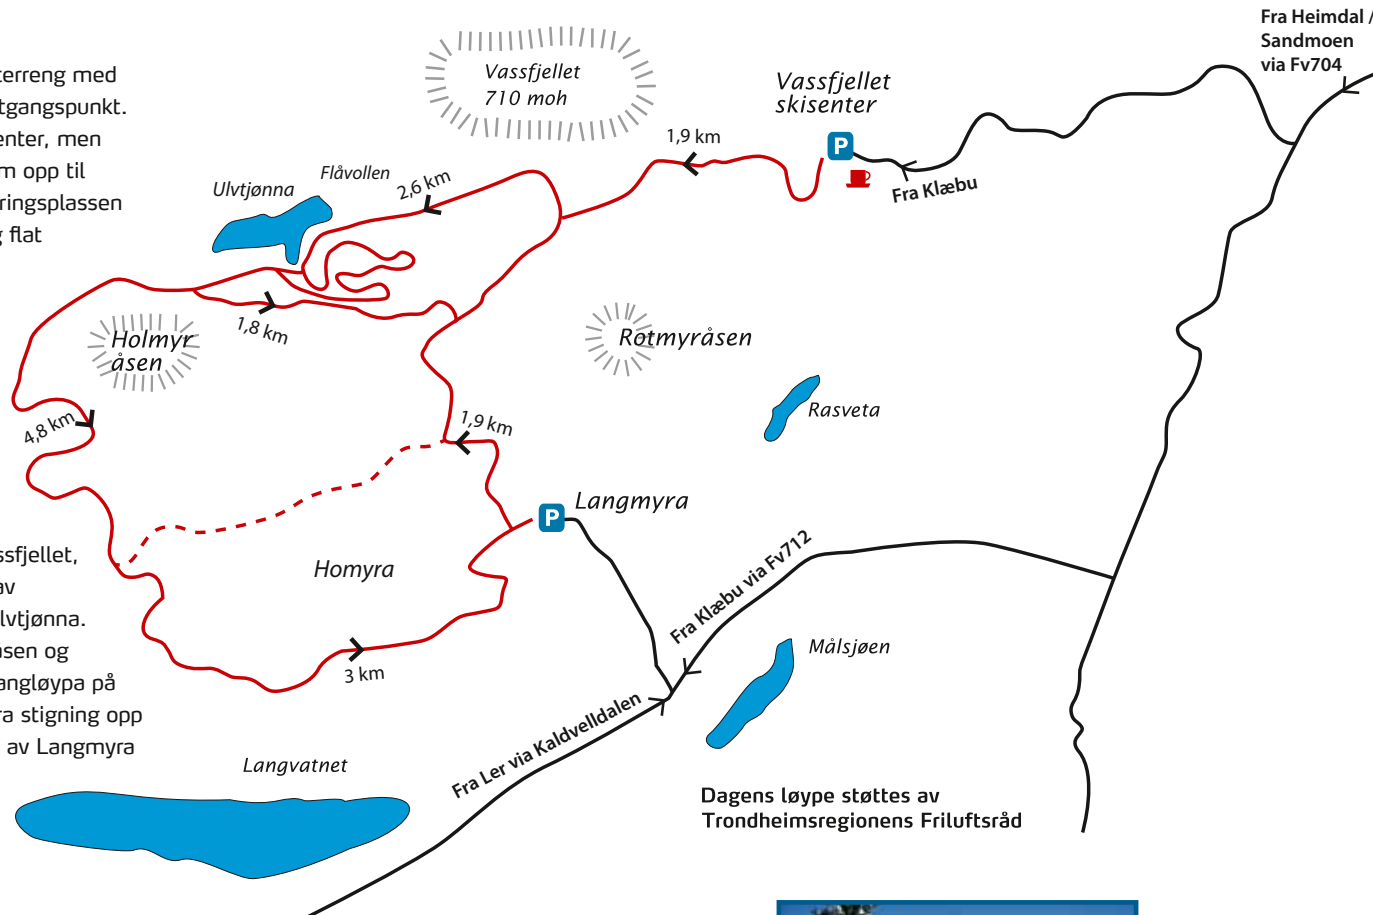 Fra Heimdal /
Sandmoen
via Fv704
terreng med
tgangspunkt.
enter, men
m opp til
ringsplassen
g flat
Vassfjellet
710 moh
Vassfjellet
skisenter
P
1,9 km
Fra Klæbu
Flåvollen
2,6 km
Ulvtjønna
1,8 km
Holmyr
åsen
Rotmyråsen
Rasveta
4,8 km
1,9 km
P
Langmyra
Homyra
ssfjellet,
av
lvtjønna.
åsen og
angløypa på
ra stigning opp
av Langmyra
3 km
Fra Klæbu via Fv712
Målsjøen
Fra Ler via Kaldvelldalen
Langvatnet
Dagens løype støttes av
Trondheimsregionens Friluftsråd